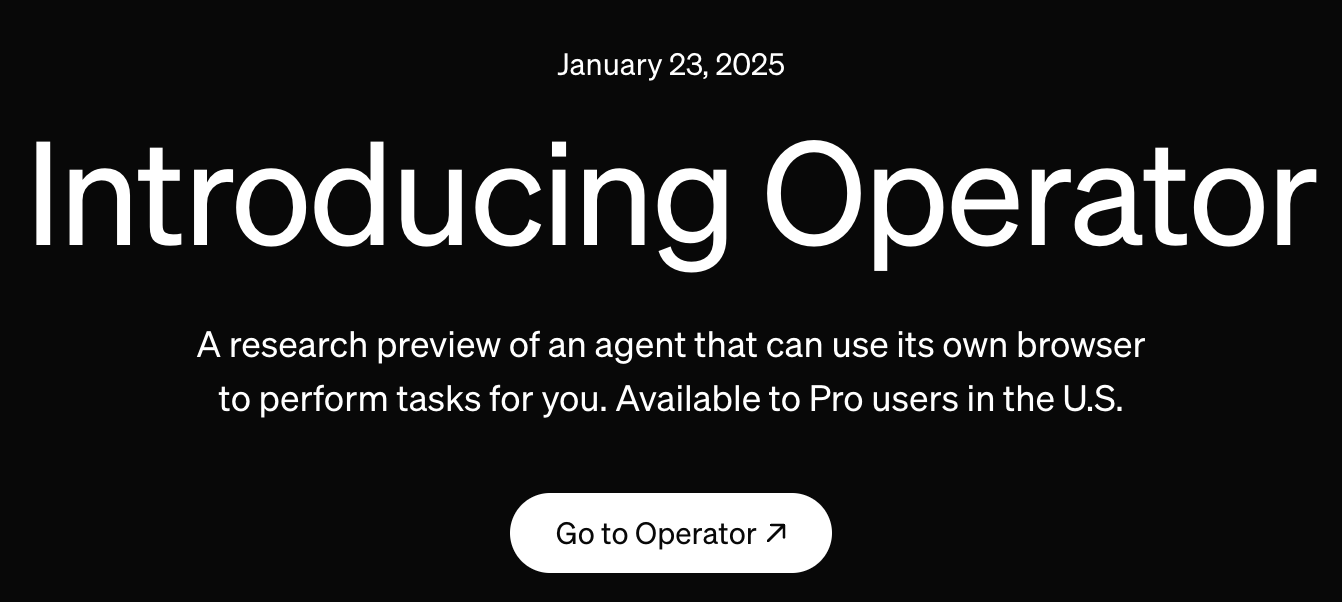 January 23, 2025
Introducing Operator
A research preview of an agent that can use its own browser
to perform tasks for you. Available to Pro users in the U.S.
Go to Operator ↗